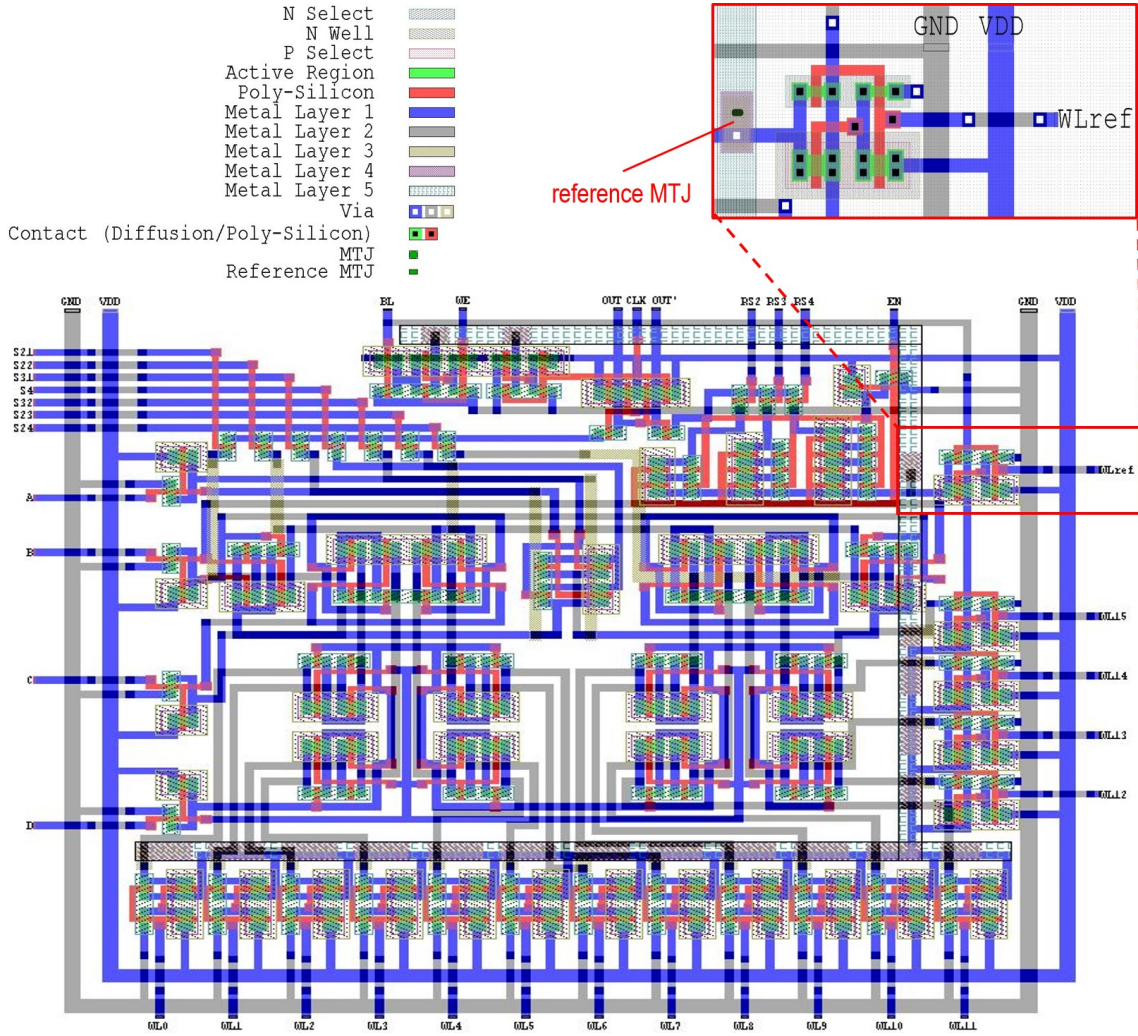 N Select
N Well
P Select
Active Region
Poly-Silicon
Metal Layer 1
Metal Layer 2
Metal Layer 3
Metal Layer 4
Metal Layer 5
Via
Contact (Diffusion/Poly-Silicon)
MTJ
Reference MTJ
GND VDD
WLref
reference MTJ
GND VDD BL WE OUT CLK OUT' RS2 RS3 RS4 EN GND VDD
S21
S22
S31
S4
S32
S23
S24
WLref
A
B
WL15
C
WL14
WL13
WL12
D
WL0 WL1 WL2 WL3 WL4 WL5 WL6 WL7 WL8 WL9 WL10 WL11